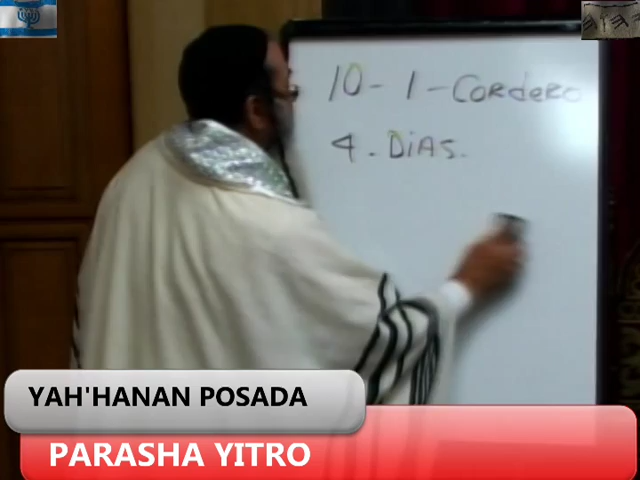 10 - 1 - Cordero
4. DiAs.
YAH'HANAN POSADA
PARASHA YITRO